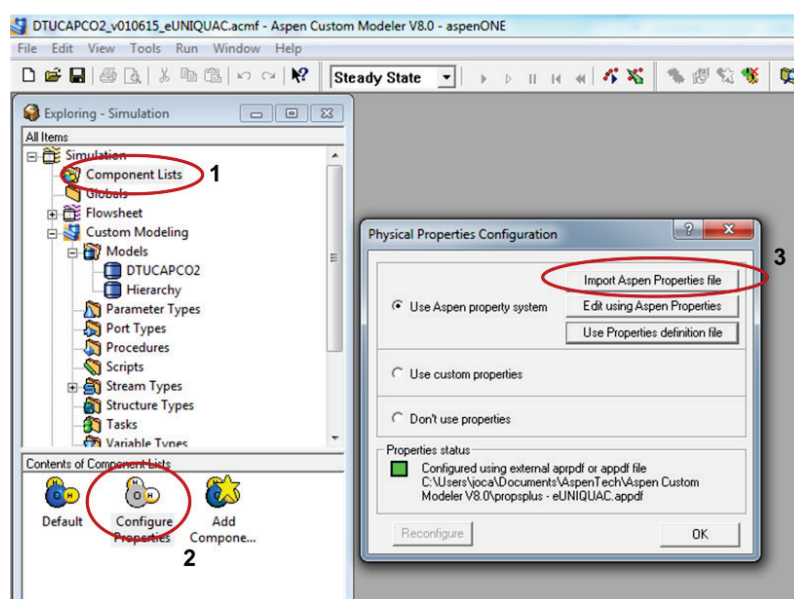 DTUCAPCO2_v010615_eUNIQUAC.acmf - Aspen Custom Modeler V8.0 - aspenONE
File Edit View Tools Run Window Help
Steady State
Exploring - Simulation
All Items
Simulation
Component Lists
1
Globals
Flowsheet
Custom Modeling
Models
DTUCAPCO2
Hierarchy
Parameter Types
Port Types
Procedures
Scripts
Stream Types
Structure Types
Tasks
Variable Types
Contents of Component Lists
Default
Configure Properties
Add Compone...
2
Physical Properties Configuration
3
Import Aspen Properties file
Use Aspen property system
Edit using Aspen Properties
Use Properties definition file
Use custom properties
Don't use properties
Properties status
Configured using external aprpdf or appdf file
C:\Users\joca\Documents\AspenTech\Aspen Custom
Modeler V8.0\propsplus - eUNIQUAC.appdf
Reconfigure
OK